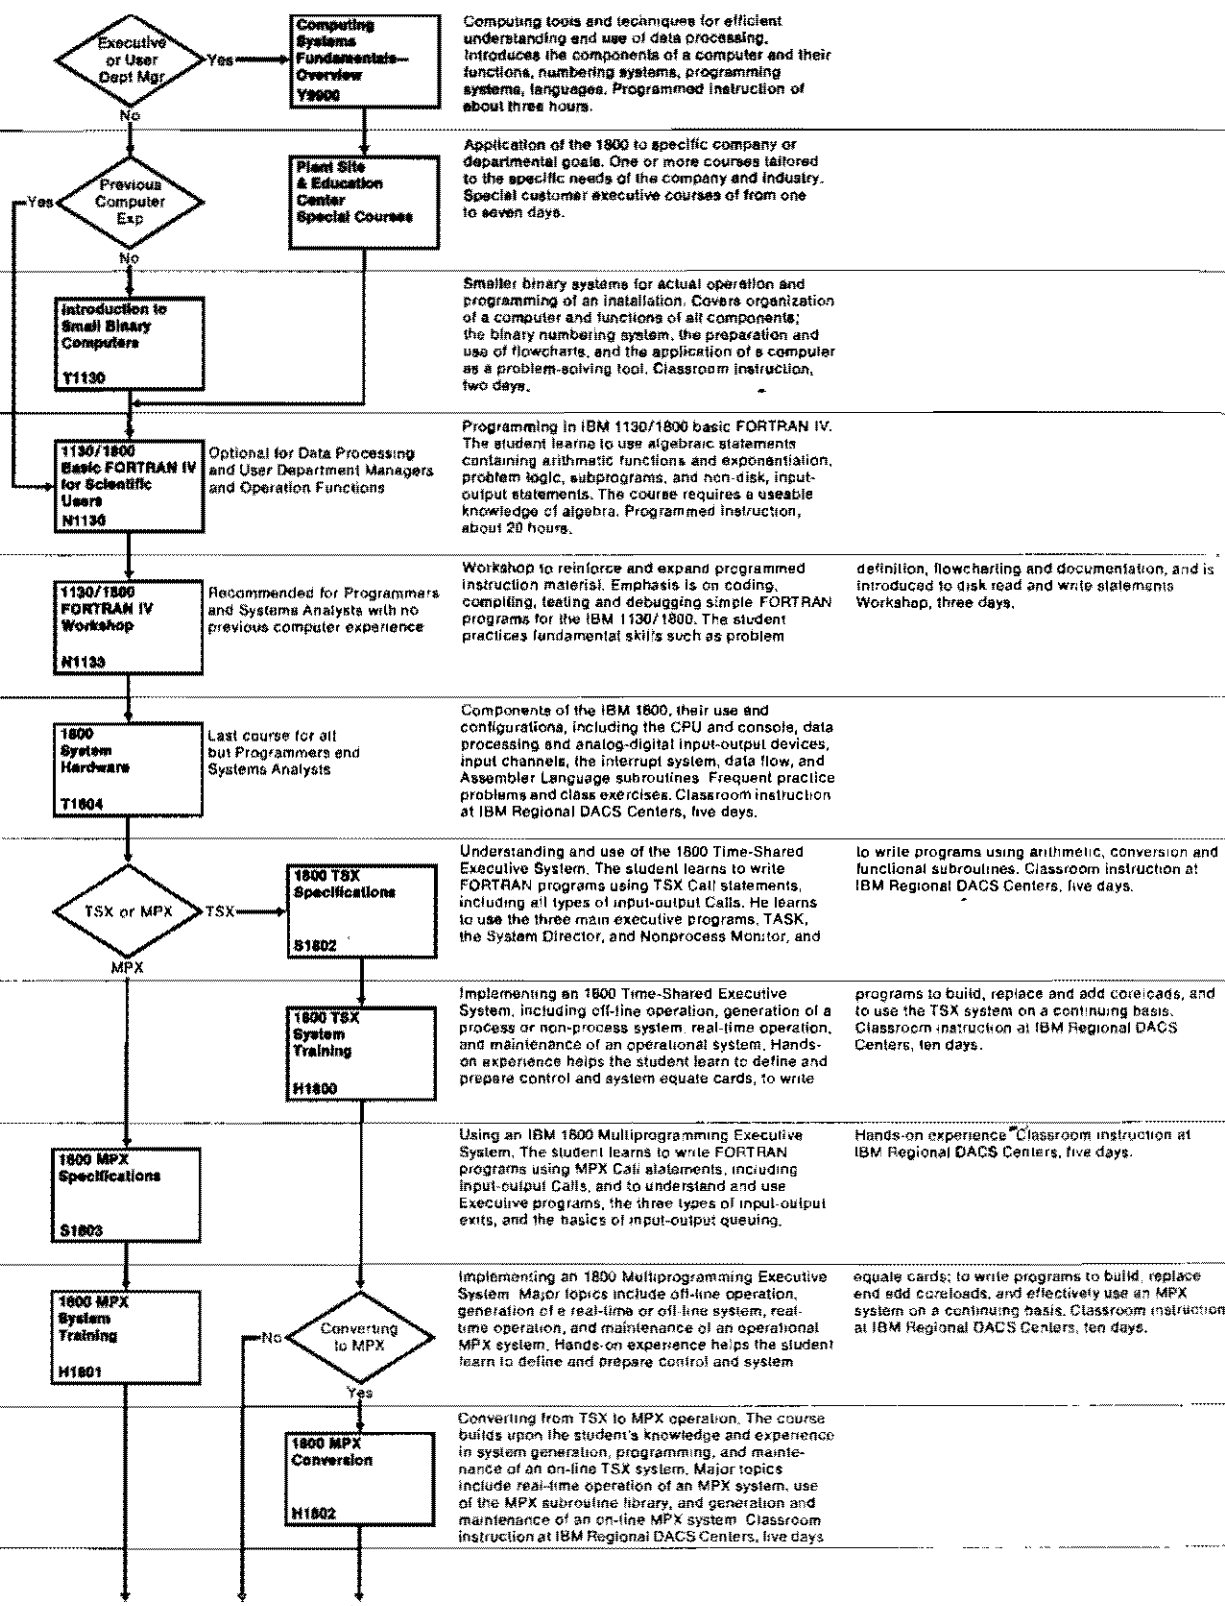 Executive
or User
Dept Mgr
Yes
No
Computing
Systems
Fundamentals—
Overview
Y9900
Computing tools and techniques for efficient
understanding and use of data processing.
Introduces the components of a computer and their
functions, numbering systems, programming
systems, languages. Programmed instruction of
about three hours.
Previous
Computer
Exp
Yes
No
Plant Site
& Education
Center
Special Courses
Application of the 1800 to specific company or
departmental goals. One or more courses tailored
to the specific needs of the company and industry.
Special customer executive courses of from one
to seven days.
Introduction to
Small Binary
Computers
T1130
Smaller binary systems for actual operation and
programming of an installation. Covers organization
of a computer and functions of all components;
the binary numbering system, the preparation and
use of flowcharts, and the application of a computer
as a problem-solving tool. Classroom instruction,
two days.
1130/1800
Basic FORTRAN IV
for Scientific
Users
N1130
Optional for Data Processing
and User Department Managers
and Operation Functions
Programming in IBM 1130/1800 basic FORTRAN IV.
The student learns to use algebraic statements
containing arithmetic functions and exponentiation,
problem logic, subprograms, and non-disk, input-
output statements. The course requires a useable
knowledge of algebra. Programmed instruction,
about 20 hours.
1130/1800
FORTRAN IV
Workshop
N1133
Recommended for Programmers
and Systems Analysts with no
previous computer experience
Workshop to reinforce and expand programmed
instruction material. Emphasis is on coding,
compiling, testing and debugging simple FORTRAN
programs for the IBM 1130/1800. The student
practices fundamental skills such as problem
definition, flowcharting and documentation, and is
introduced to disk read and write statements
Workshop, three days.
1800
System
Hardware
T1804
Last course for all
but Programmers and
Systems Analysts
Components of the IBM 1800, their use and
configurations, including the CPU and console, data
processing and analog-digital input-output devices,
input channels, the interrupt system, data flow, and
Assembler Language subroutines Frequent practice
problems and class exercises. Classroom instruction
at IBM Regional DACS Centers, five days.
TSX or MPX
TSX
MPX
1800 TSX
Specifications
S1802
Understanding and use of the 1800 Time-Shared
Executive System. The student learns to write
FORTRAN programs using TSX Call statements,
including all types of input-output Calls. He learns
to use the three main executive programs, TASK,
the System Director, and Nonprocess Monitor, and
to write programs using arithmetic, conversion and
functional subroutines. Classroom instruction at
IBM Regional DACS Centers, five days.
1800 TSX
System
Training
H1800
Implementing an 1800 Time-Shared Executive
System, including off-line operation, generation of a
process or non-process system, real-time operation,
and maintenance of an operational system. Hands-
on experience helps the student learn to define and
prepare control and system equate cards, to write
programs to build, replace and add coreloads, and
to use the TSX system on a continuing basis.
Classroom instruction at IBM Regional DACS
Centers, ten days.
1800 MPX
Specifications
S1803
Using an IBM 1800 Multiprogramming Executive
System. The student learns to write FORTRAN
programs using MPX Call statements, including
input-output Calls, and to understand and use
Executive programs, the three types of input-output
exits, and the basics of input-output queuing.
Hands-on experience Classroom instruction at
IBM Regional DACS Centers, five days.
1800 MPX
System
Training
H1801
No
Converting
to MPX
Yes
Implementing an 1800 Multiprogramming Executive
System Major topics include off-line operation,
generation of a real-time or off-line system, real-
time operation, and maintenance of an operational
MPX system. Hands-on experience helps the student
learn to define and prepare control and system
equate cards; to write programs to build, replace
and add coreloads, and effectively use an MPX
system on a continuing basis. Classroom instruction
at IBM Regional DACS Centers, ten days.
1800 MPX
Conversion
H1802
Converting from TSX to MPX operation. The course
builds upon the student's knowledge and experience
in system generation, programming, and mainte-
nance of an on-line TSX system. Major topics
include real-time operation of an MPX system, use
of the MPX subroutine library, and generation and
maintenance of an on-line MPX system Classroom
instruction at IBM Regional DACS Centers, five days